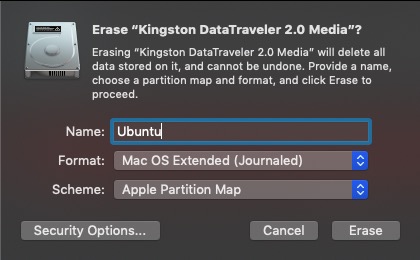 Erase “Kingston DataTraveler 2.0 Media”?
Erasing “Kingston DataTraveler 2.0 Media” will delete all
data stored on it, and cannot be undone. Provide a name,
choose a partition map and format, and click Erase to
proceed.
Name: Ubuntu
Format: Mac OS Extended (Journaled)
Scheme: Apple Partition Map
Security Options... Cancel Erase